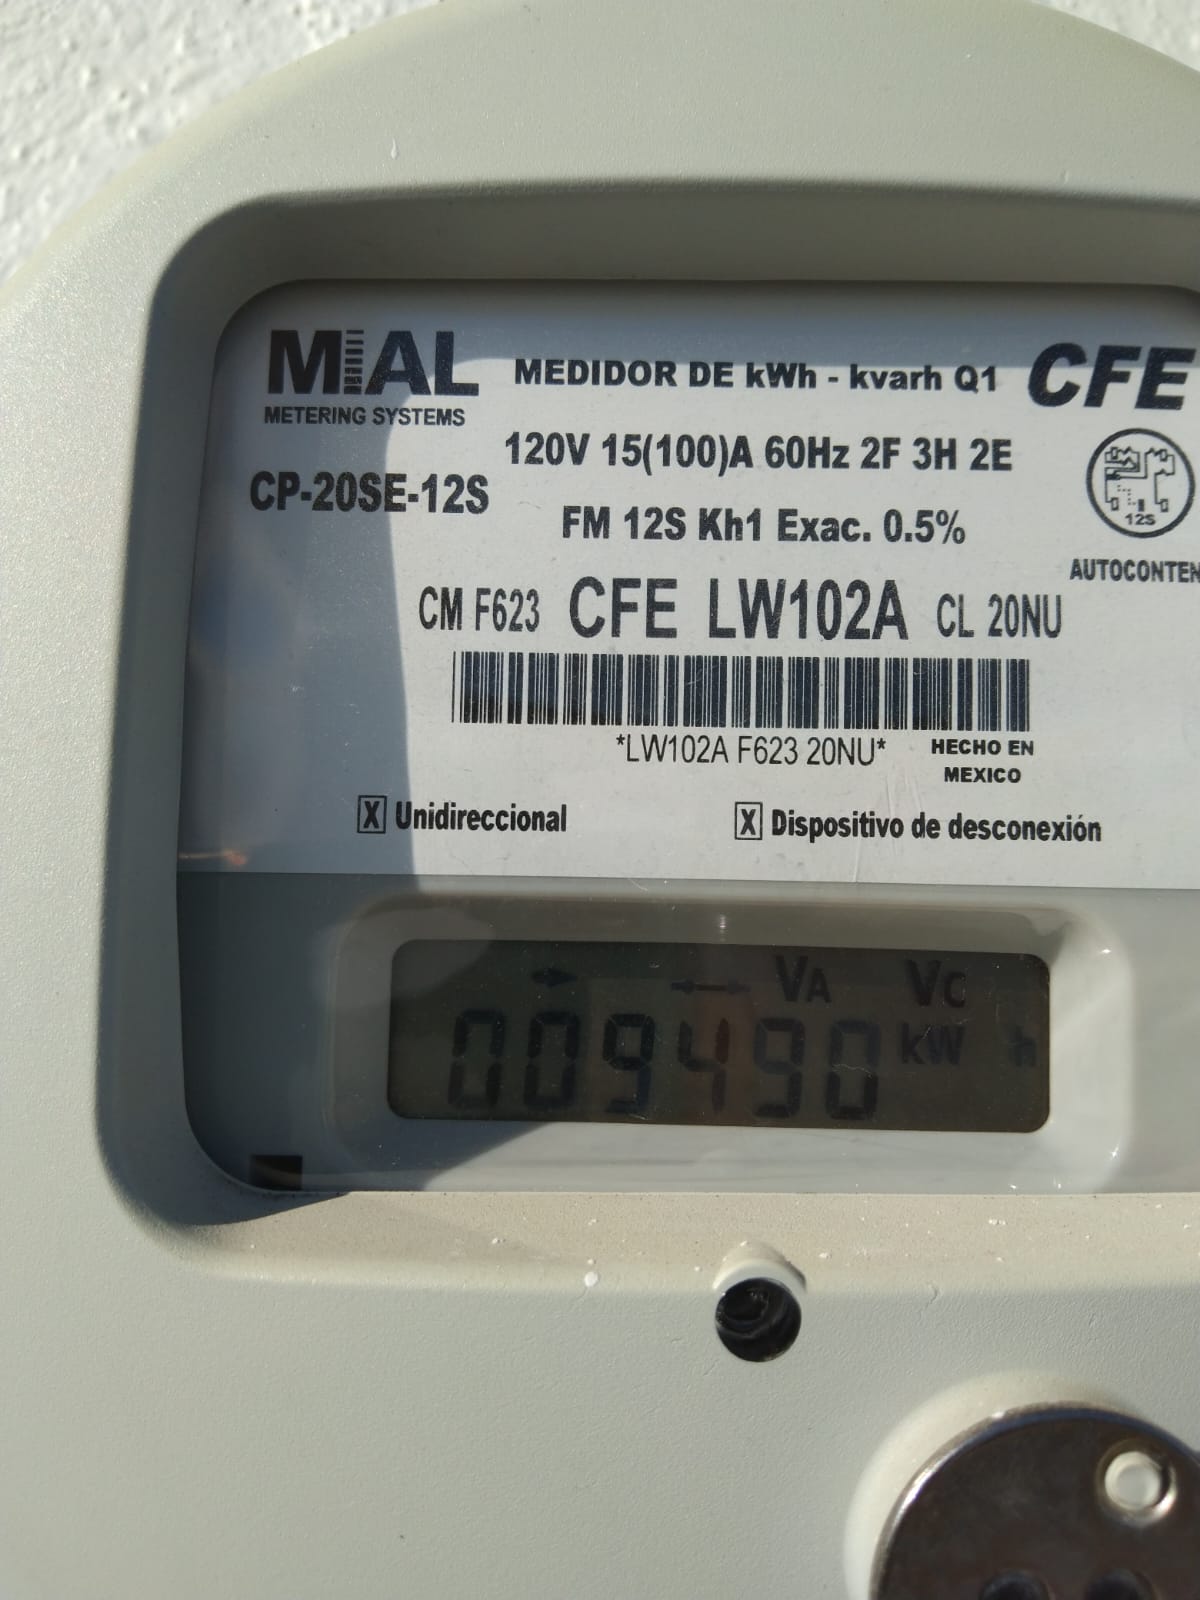 MIAL
METERING SYSTEMS
MEDIDOR DE kWh - kvarh Q1
CFE
120V 15(100)A 60Hz 2F 3H 2E
CP-20SE-12S
FM 12S Kh1 Exac. 0.5%
12S
AUTOCONTEN
CM F623 CFE LW102A CL 20NU
*LW102A F623 20NU*
HECHO EN
MEXICO
X Unidireccional
X Dispositivo de desconexión
VA VC
009490 kW h